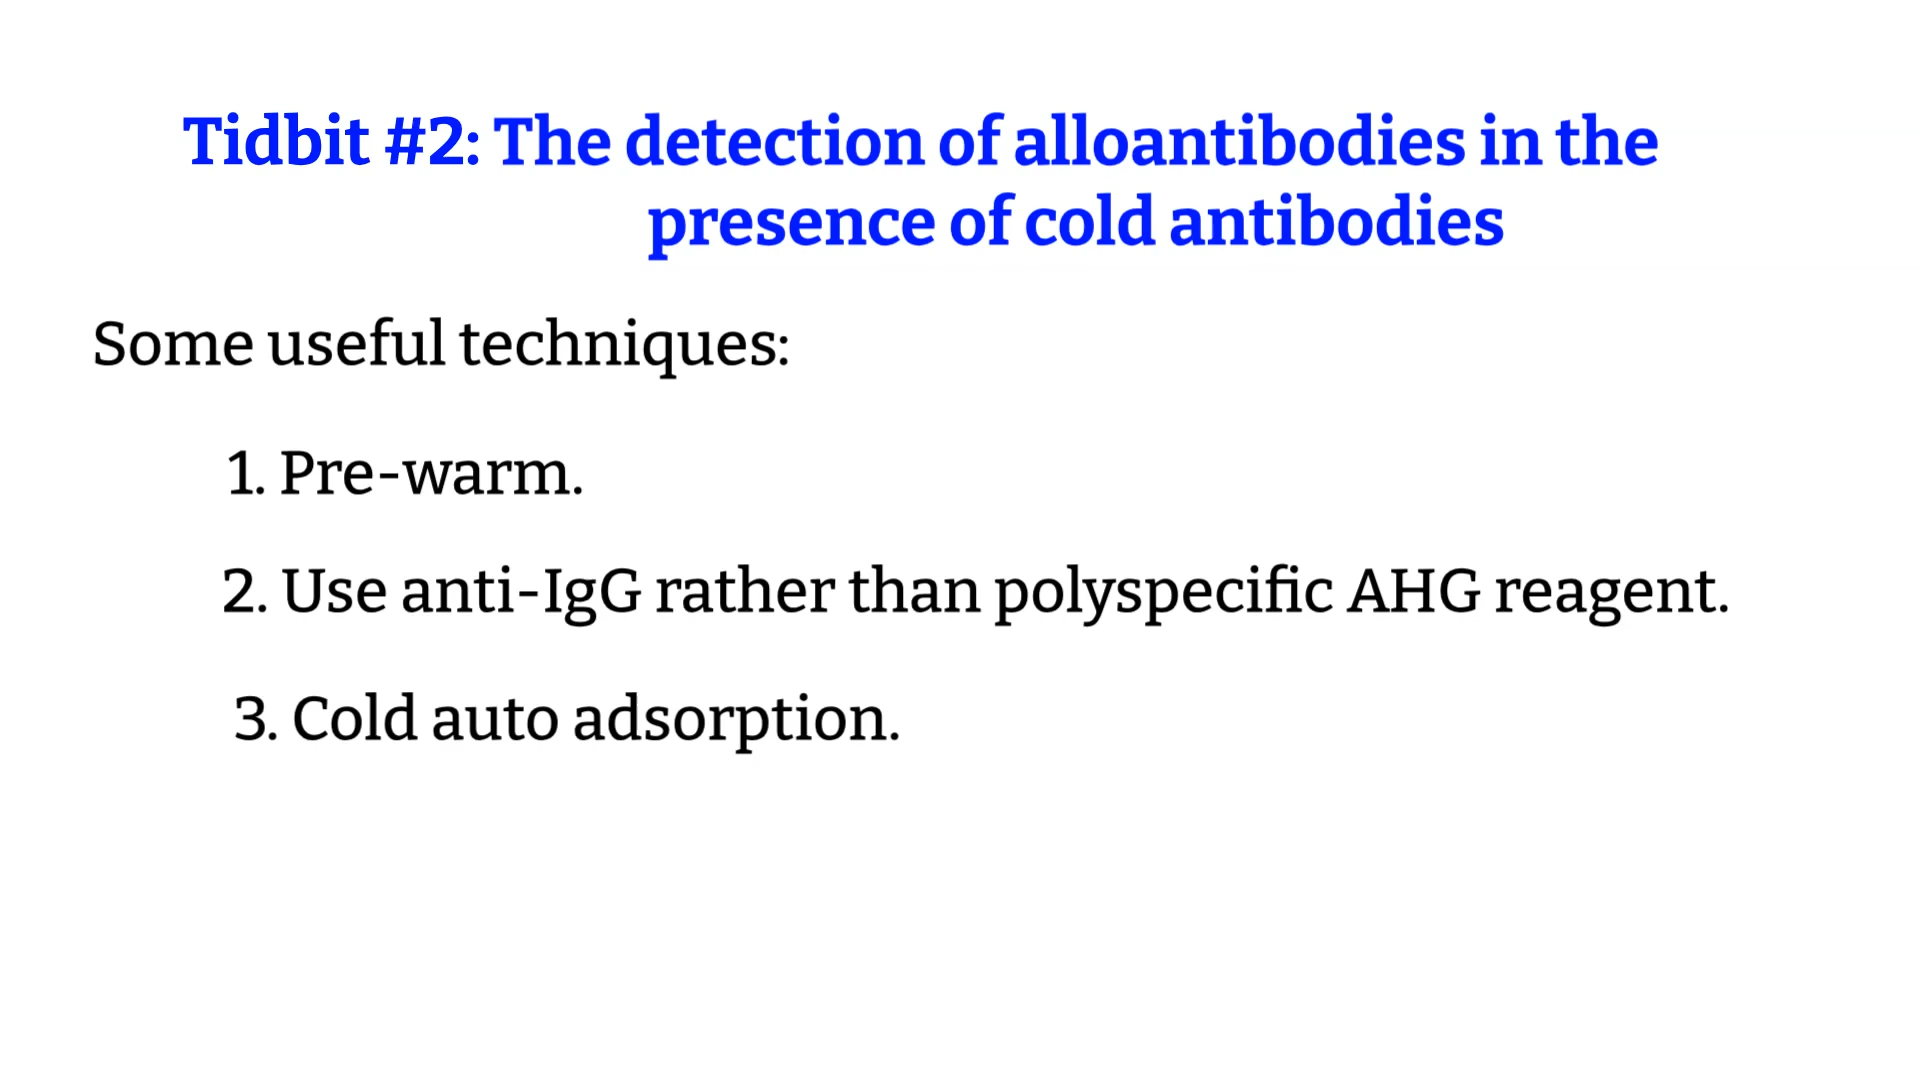 Tidbit #2: The detection of alloantibodies in the
presence of cold antibodies
Some useful techniques:
1. Pre-warm.
2. Use anti-IgG rather than polyspecific AHG reagent.
3. Cold auto adsorption.